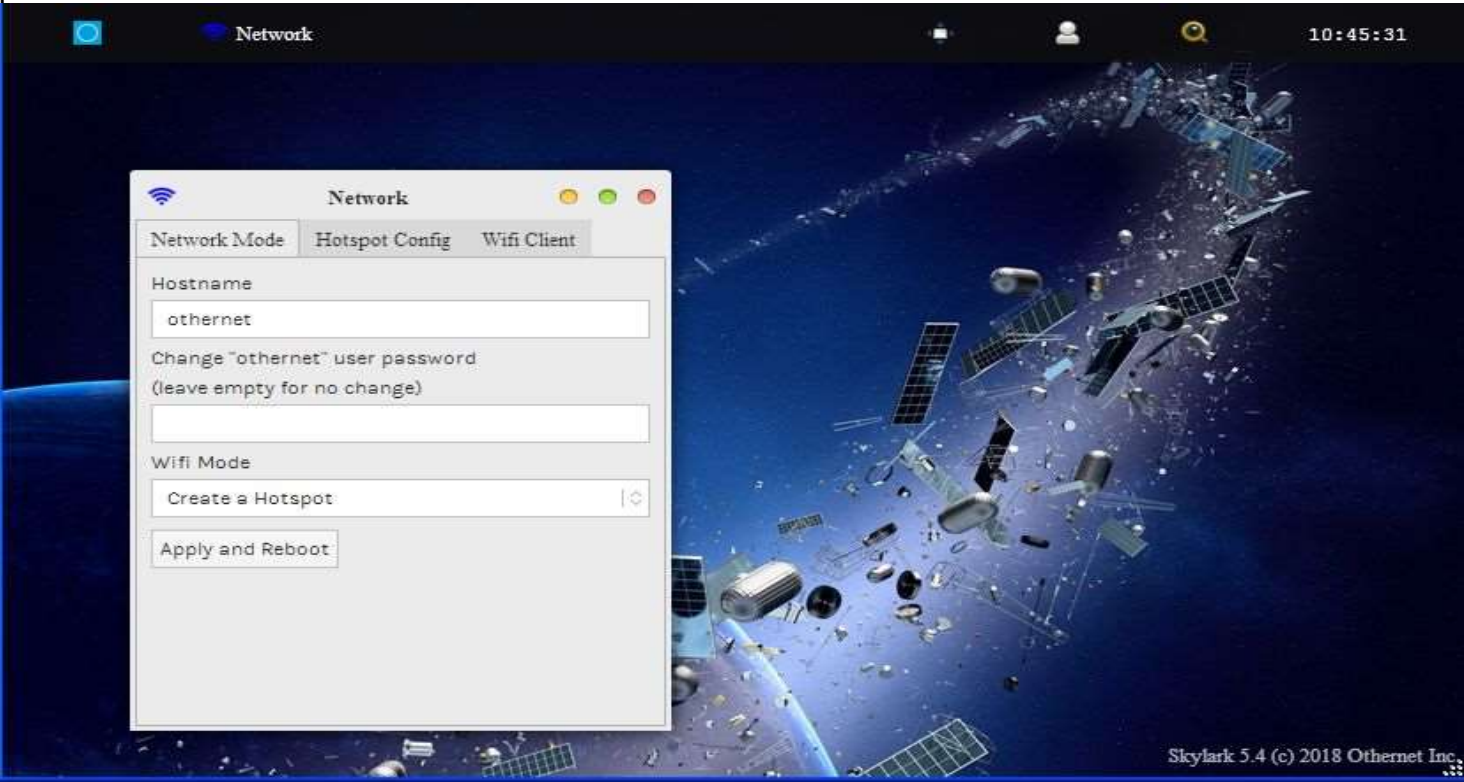 Network
10:45:31
Network
Network Mode Hotspot Config Wifi Client
Hostname
othernet
Change "othernet" user password
(leave empty for no change)
Wifi Mode
Create a Hotspot
Apply and Reboot
Skylark 5.4 (c) 2018 Othernet Inc.